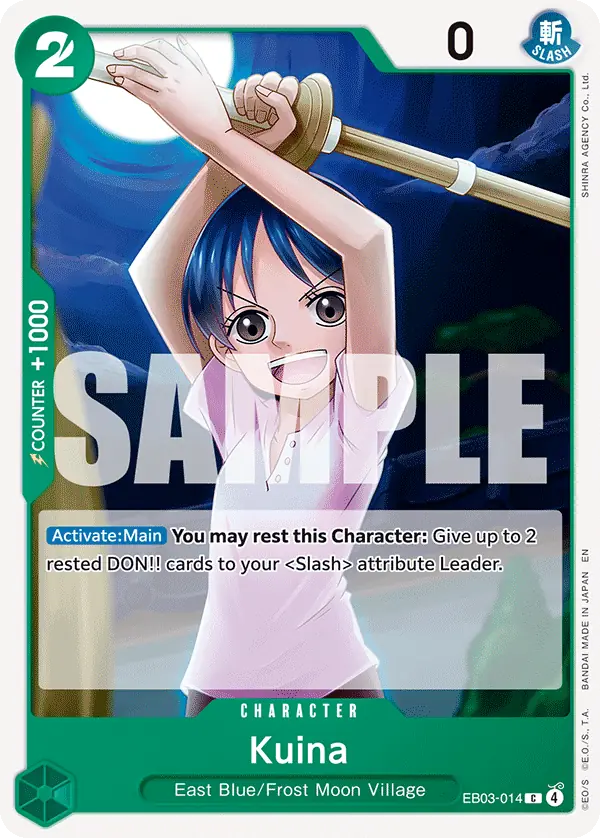 2
0
斬
SLASH
SHINRA AGENCY Co., Ltd.
COUNTER +1000
SAMPLE
Activate:Main You may rest this Character: Give up to 2
rested DON!! cards to your <Slash> attribute Leader.
CHARACTER
Kuina
East Blue/Frost Moon Village
EB03-014 C 4
©EO/S ©E.O./S., T.A. BANDAI MADE IN JAPAN EN